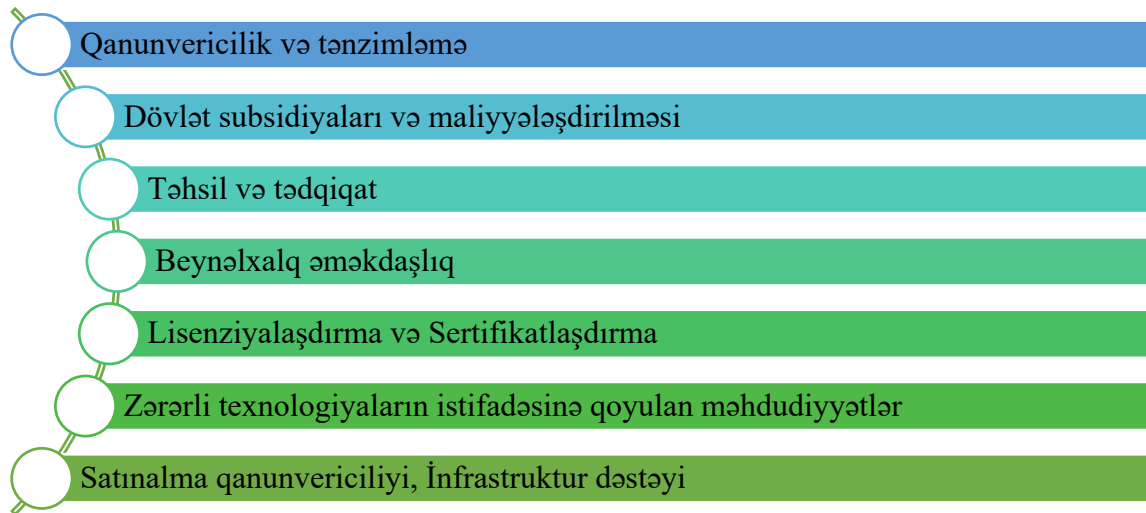 Qanunvericilik və tənzimləmə
Dövlət subsidiyaları və maliyyələşdirilməsi
Təhsil və tədqiqat
Beynəlxalq əməkdaşlıq
Lisenziyalaşdırma və Sertifikatlaşdırma
Zərərli texnologiyaların istifadəsinə qoyulan məhdudiyyətlər
Satınalma qanunvericiliyi, İnfrastruktur dəstəyi